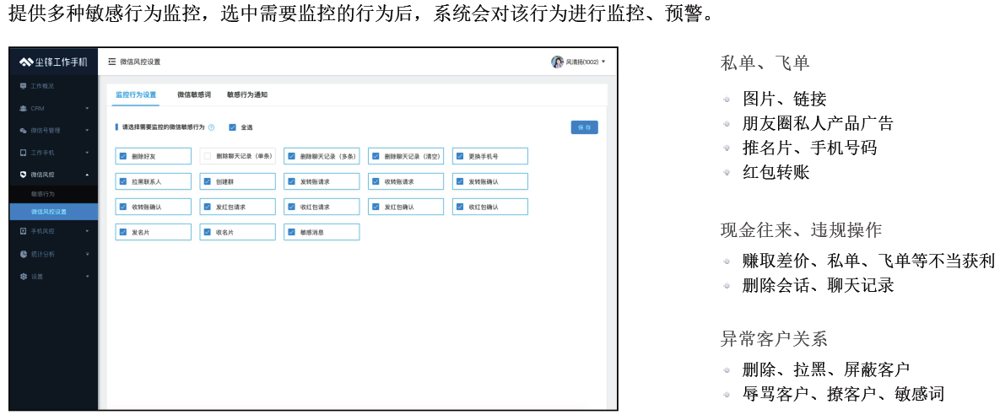 提供多种敏感行为监控，选中需要监控的行为后，系统会对该行为进行监控、预警。
尘锋工作手机
微信风控设置
风清扬(1002)
工作概况
CRM
微信号管理
工作手机
微信风控
敏感行为
微信风控设置
手机风控
统计分析
设置
监控行为设置 微信敏感词 敏感行为通知
请选择需要监控的微信敏感行为 全选 保存
删除好友 删除聊天记录（单条） 删除聊天记录（多条） 删除聊天记录（清空） 更换手机号
拉黑联系人 创建群 发转账请求 收转账请求 发转账确认
收转账确认 发红包请求 收红包请求 发红包确认 收红包确认
发名片 收名片 敏感消息
私单、飞单
图片、链接
朋友圈私人产品广告
推名片、手机号码
红包转账
现金往来、违规操作
赚取差价、私单、飞单等不当获利
删除会话、聊天记录
异常客户关系
删除、拉黑、屏蔽客户
辱骂客户、撩客户、敏感词